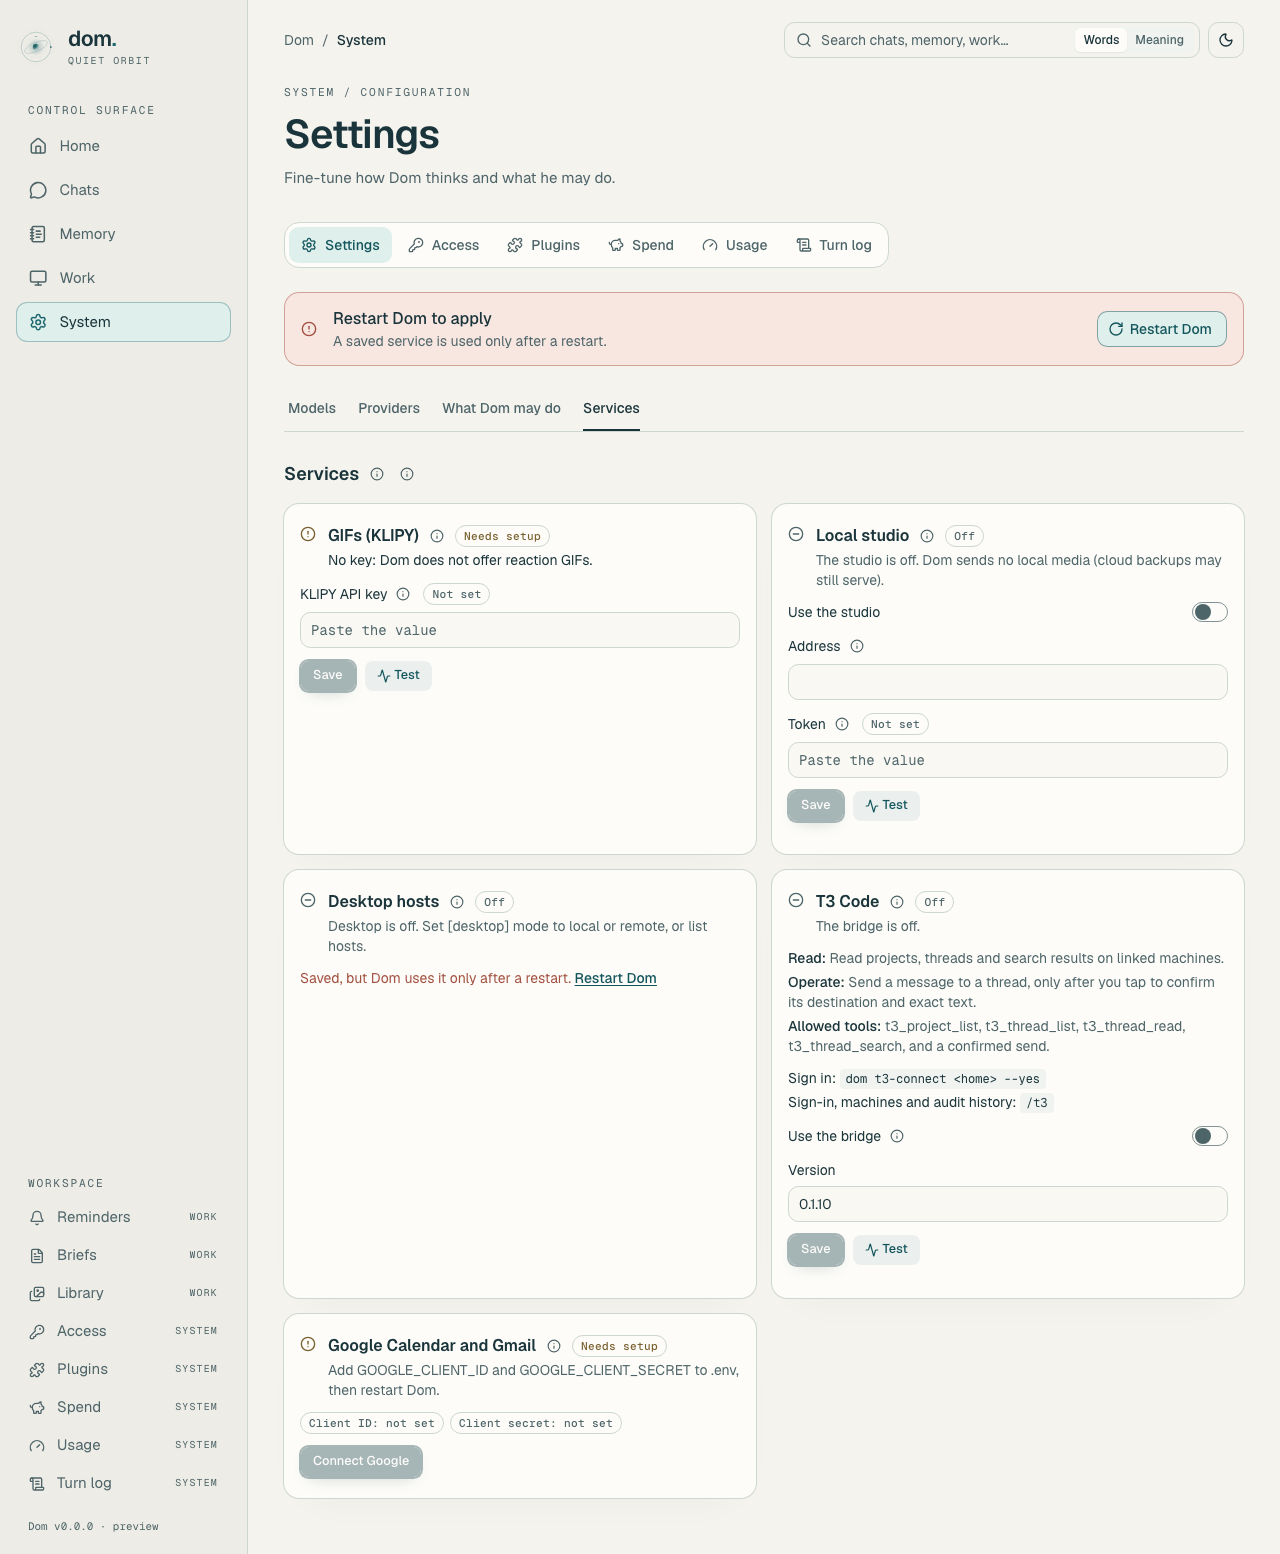 dom.
QUIET ORBIT
CONTROL SURFACE
Home
Chats
Memory
Work
System
WORKSPACE
Reminders WORK
Briefs WORK
Library WORK
Access SYSTEM
Plugins SYSTEM
Spend SYSTEM
Usage SYSTEM
Turn log SYSTEM
Dom v0.0.0 · preview
Dom / System
Search chats, memory, work… Words Meaning
SYSTEM / CONFIGURATION
Settings
Fine-tune how Dom thinks and what he may do.
Settings Access Plugins Spend Usage Turn log
Restart Dom to apply
A saved service is used only after a restart.
Restart Dom
Models Providers What Dom may do Services
Services
GIFs (KLIPY) Needs setup
No key: Dom does not offer reaction GIFs.
KLIPY API key Not set
Paste the value
Save Test
Local studio Off
The studio is off. Dom sends no local media (cloud backups may
still serve).
Use the studio
Address
Token Not set
Paste the value
Save Test
Desktop hosts Off
Desktop is off. Set [desktop] mode to local or remote, or list
hosts.
Saved, but Dom uses it only after a restart. Restart Dom
T3 Code Off
The bridge is off.
Read: Read projects, threads and search results on linked machines.
Operate: Send a message to a thread, only after you tap to confirm
its destination and exact text.
Allowed tools: t3_project_list, t3_thread_list, t3_thread_read,
t3_thread_search, and a confirmed send.
Sign in: dom t3-connect <home> --yes
Sign-in, machines and audit history: /t3
Use the bridge
Version
0.1.10
Save Test
Google Calendar and Gmail Needs setup
Add GOOGLE_CLIENT_ID and GOOGLE_CLIENT_SECRET to .env,
then restart Dom.
Client ID: not set Client secret: not set
Connect Google